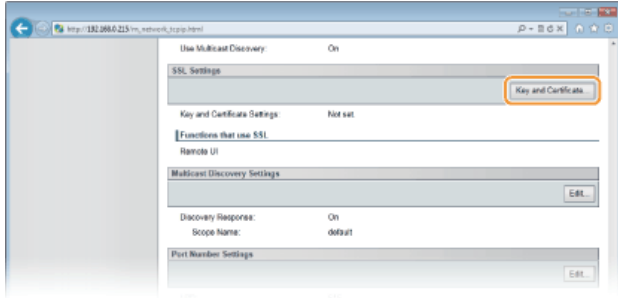 http://192.168.0.215/m_network_tcpip.html
Use Multicast Discovery: On
SSL Settings
Key and Certificate...
Key and Certificate Settings: Not set
Functions that use SSL
Remote UI
Multicast Discovery Settings
Edit...
Discovery Response: On
Scope Name: default
Port Number Settings
Edit...